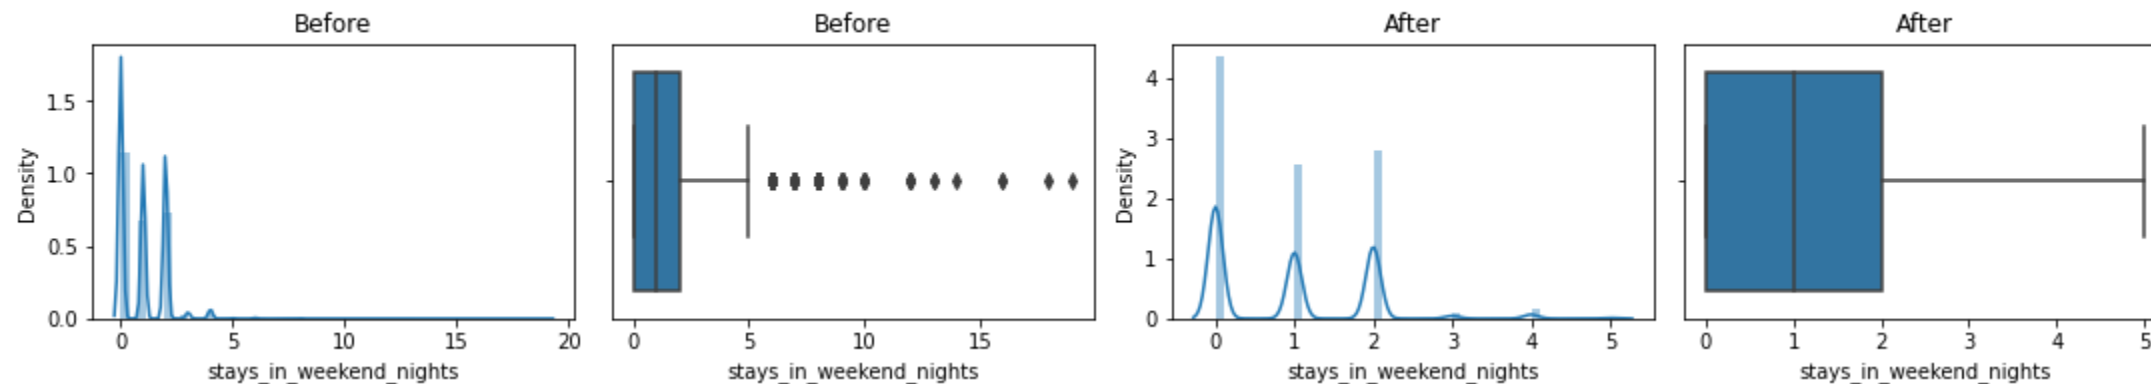 Before
Density
1.5
1.0
0.5
0.0
0 5 10 15 20
stays_in_weekend_nights
Before
0 5 10 15
stays_in_weekend_nights
After
Density
4
3
2
1
0
0 1 2 3 4 5
stays_in_weekend_nights
After
0 1 2 3 4 5
stays_in_weekend_nights